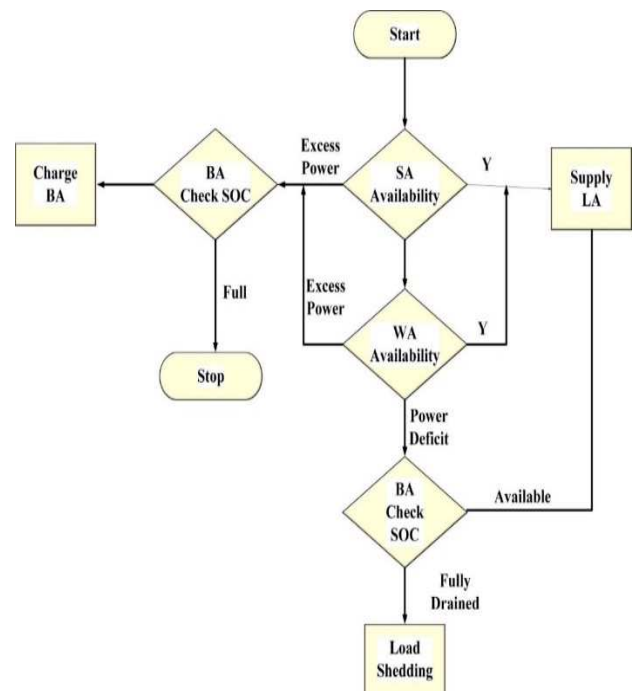 Start
Excess
Power
Y
Charge
BA
BA
Check SOC
SA
Availability
Supply
LA
Full
Excess
Power
WA
Availability
Y
Stop
Power
Deficit
BA
Check
SOC
Available
Fully
Drained
Load
Shedding